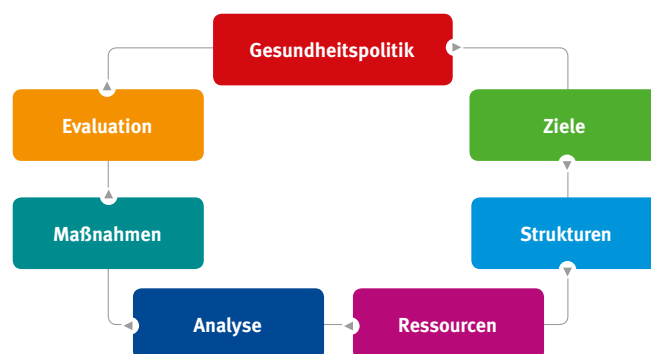 Gesundheitspolitik
Evaluation
Ziele
Maßnahmen
Strukturen
Analyse
Ressourcen